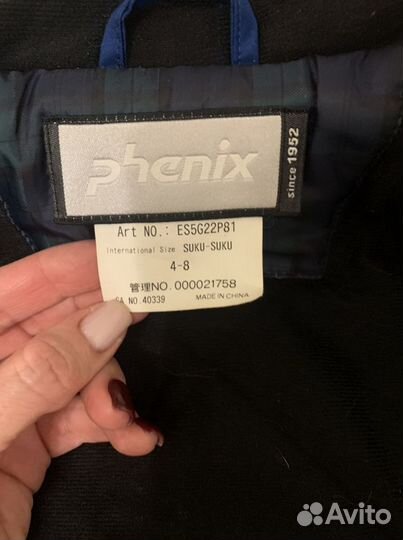 phenix
since 1952
Art NO.: ES5G22P81
International Size SUKU-SUKU
4-8
管理NO.000021758
CA NO.40339 MADE IN CHINA
Avito